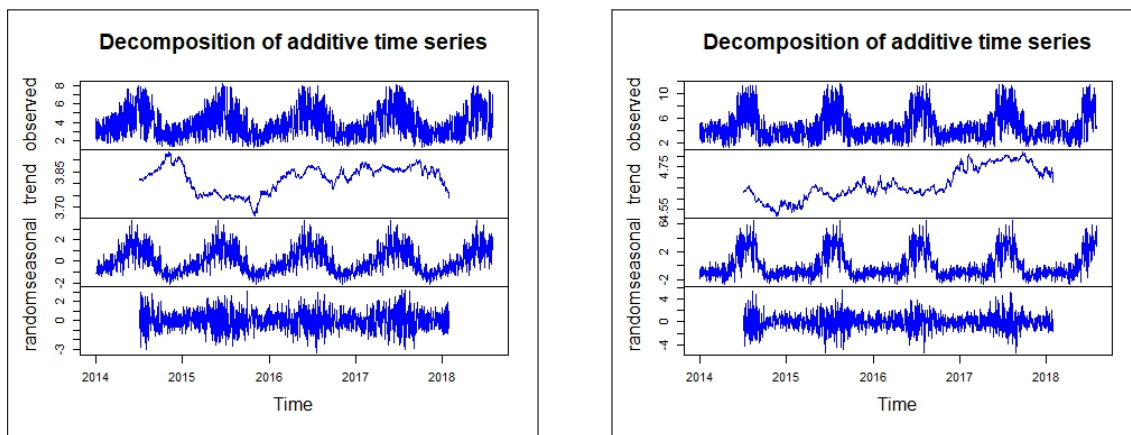 Decomposition of additive time series
observed
8
6
4
2
trend
3.85
3.70
seasonal
2
0
-2
random
2
0
-3
2014 2015 2016 2017 2018
Time
Decomposition of additive time series
observed
10
6
2
trend
4.75
4.55
seasonal
2
-2
random
4
0
-4
2014 2015 2016 2017 2018
Time